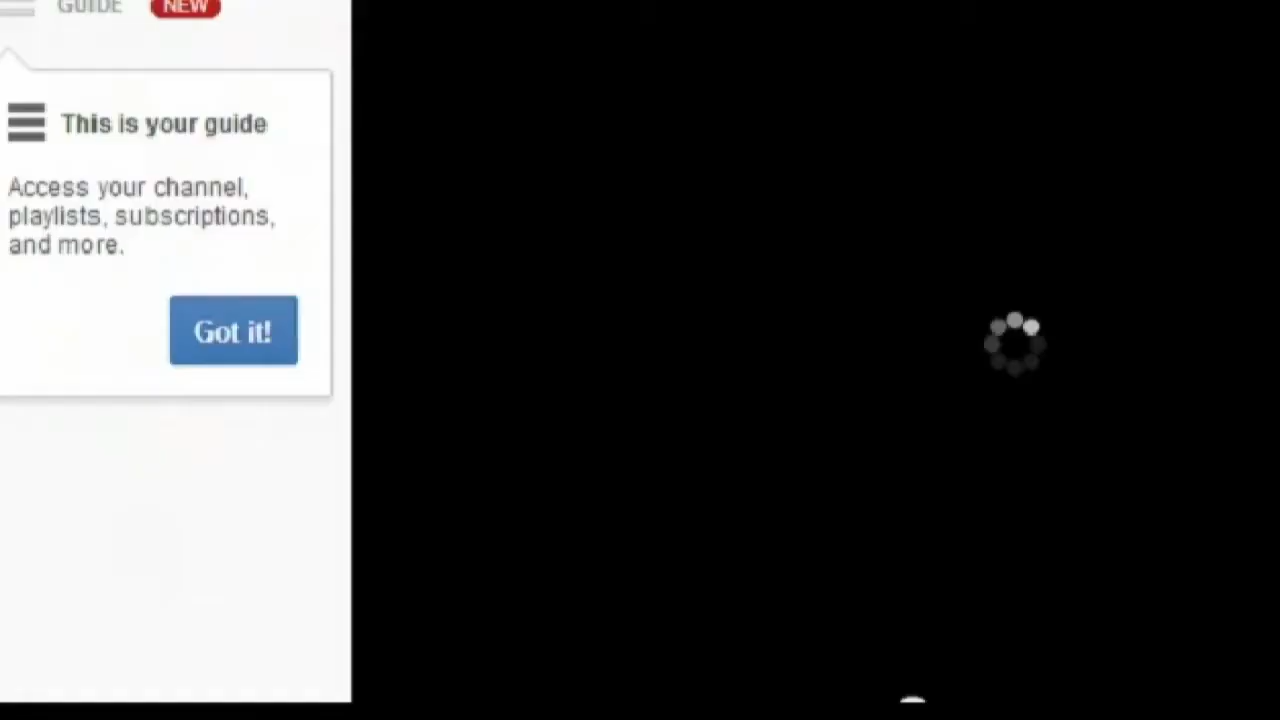 GUIDE NEW
This is your guide
Access your channel,
playlists, subscriptions,
and more.
Got it!